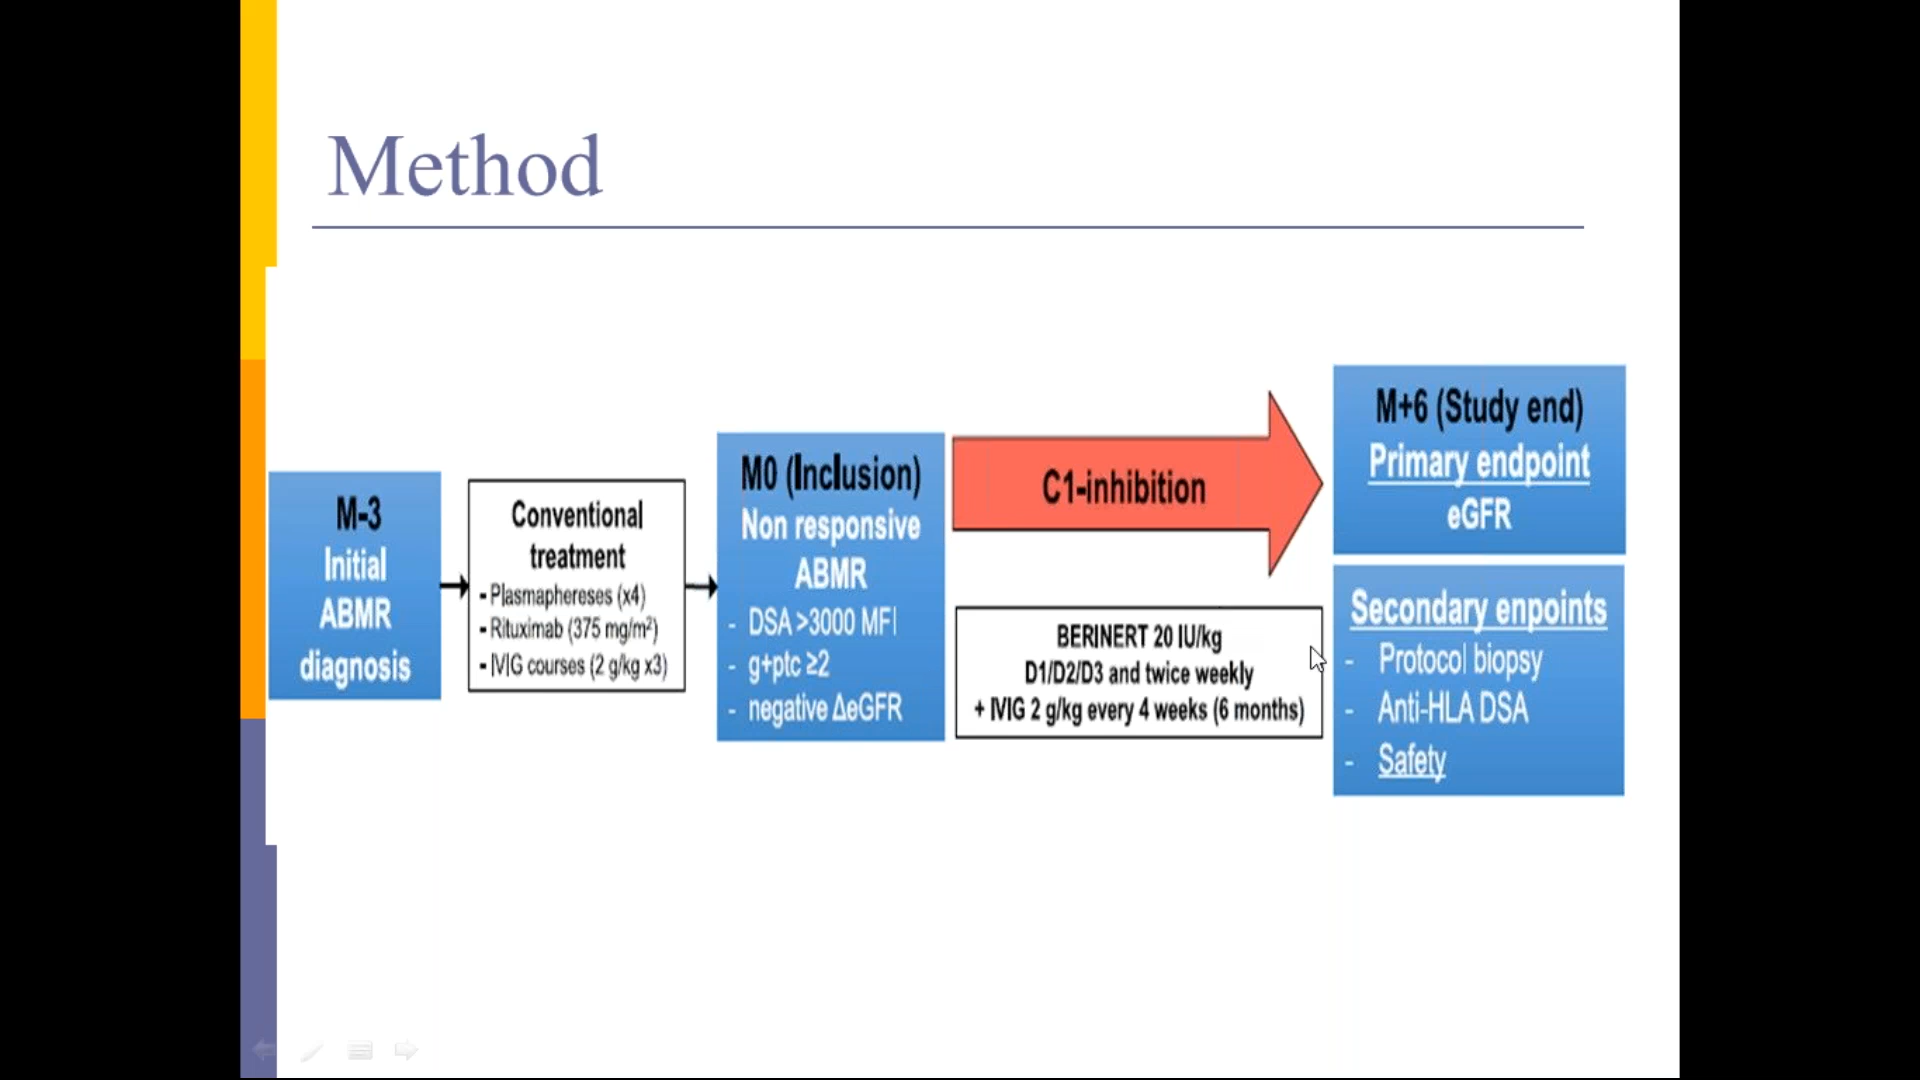 Method
M-3
Initial
ABMR
diagnosis
Conventional
treatment
- Plasmaphereses (x4)
- Rituximab (375 mg/m²)
- IVIG courses (2 g/kg x3)
M0 (Inclusion)
Non responsive
ABMR
- DSA >3000 MFI
- g+ptc ≥2
- negative ΔeGFR
C1-inhibition
BERINERT 20 IU/kg
D1/D2/D3 and twice weekly
+ IVIG 2 g/kg every 4 weeks (6 months)
M+6 (Study end)
Primary endpoint
eGFR
Secondary enpoints
- Protocol biopsy
- Anti-HLA DSA
- Safety